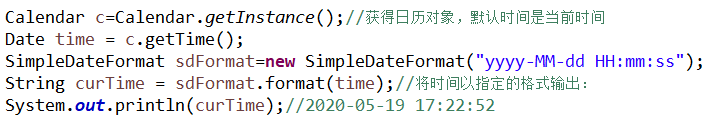 Calendar c=Calendar.getInstance();//获得日历对象，默认时间是当前时间
Date time = c.getTime();
SimpleDateFormat sdFormat=new SimpleDateFormat("yyyy-MM-dd HH:mm:ss");
String curTime = sdFormat.format(time);//将时间以指定的格式输出：
System.out.println(curTime);//2020-05-19 17:22:52